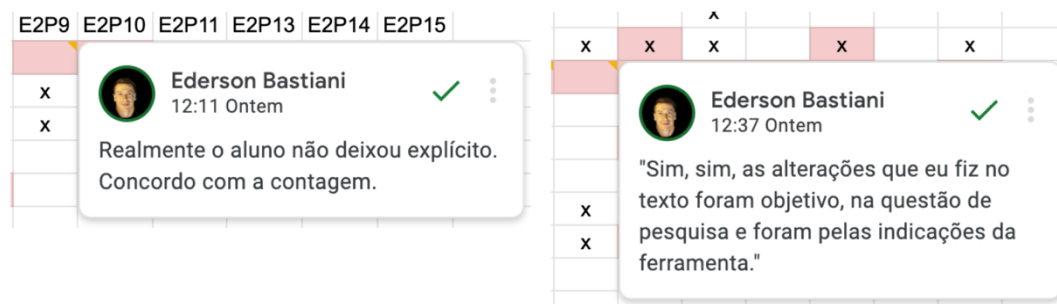 E2P9 E2P10 E2P11 E2P13 E2P14 E2P15
x
x
Ederson Bastiani
12:11 Ontem
Realmente o aluno não deixou explícito.
Concordo com a contagem.
x
x x x x x
Ederson Bastiani
12:37 Ontem
"Sim, sim, as alterações que eu fiz no
texto foram objetivo, na questão de
pesquisa e foram pelas indicações da
ferramenta."
x
x